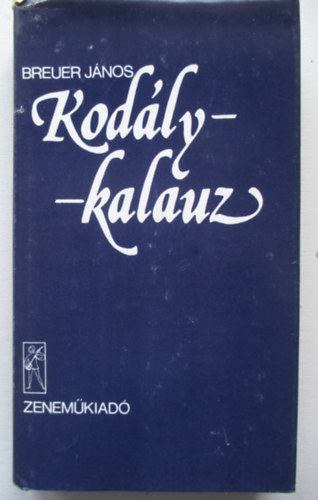 BREUER JÁNOS
Kodály-
-kalauz
ZENEMŰKIADÓ